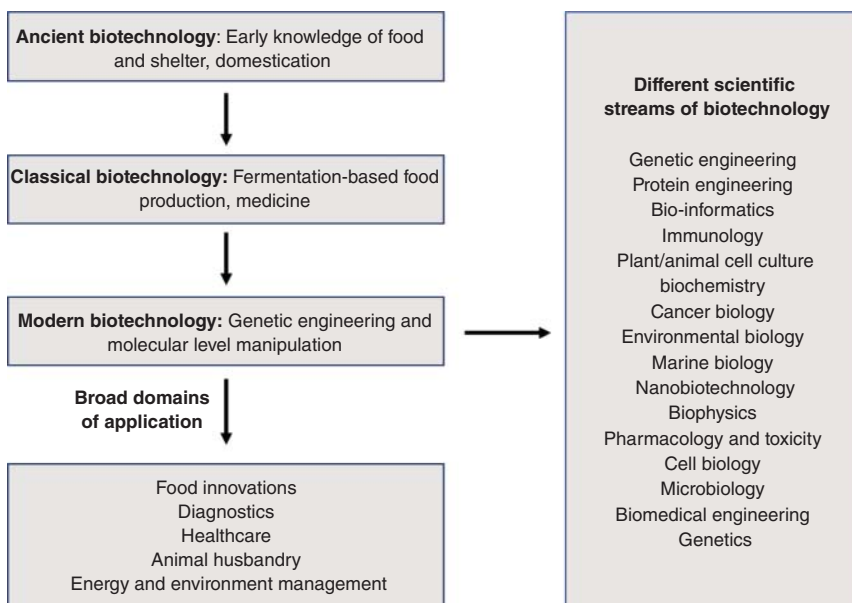 Ancient biotechnology: Early knowledge of food
and shelter, domestication
Classical biotechnology: Fermentation-based food
production, medicine
Modern biotechnology: Genetic engineering and
molecular level manipulation
Broad domains
of application
Food innovations
Diagnostics
Healthcare
Animal husbandry
Energy and environment management
Different scientific
streams of biotechnology
Genetic engineering
Protein engineering
Bio-informatics
Immunology
Plant/animal cell culture
biochemistry
Cancer biology
Environmental biology
Marine biology
Nanobiotechnology
Biophysics
Pharmacology and toxicity
Cell biology
Microbiology
Biomedical engineering
Genetics